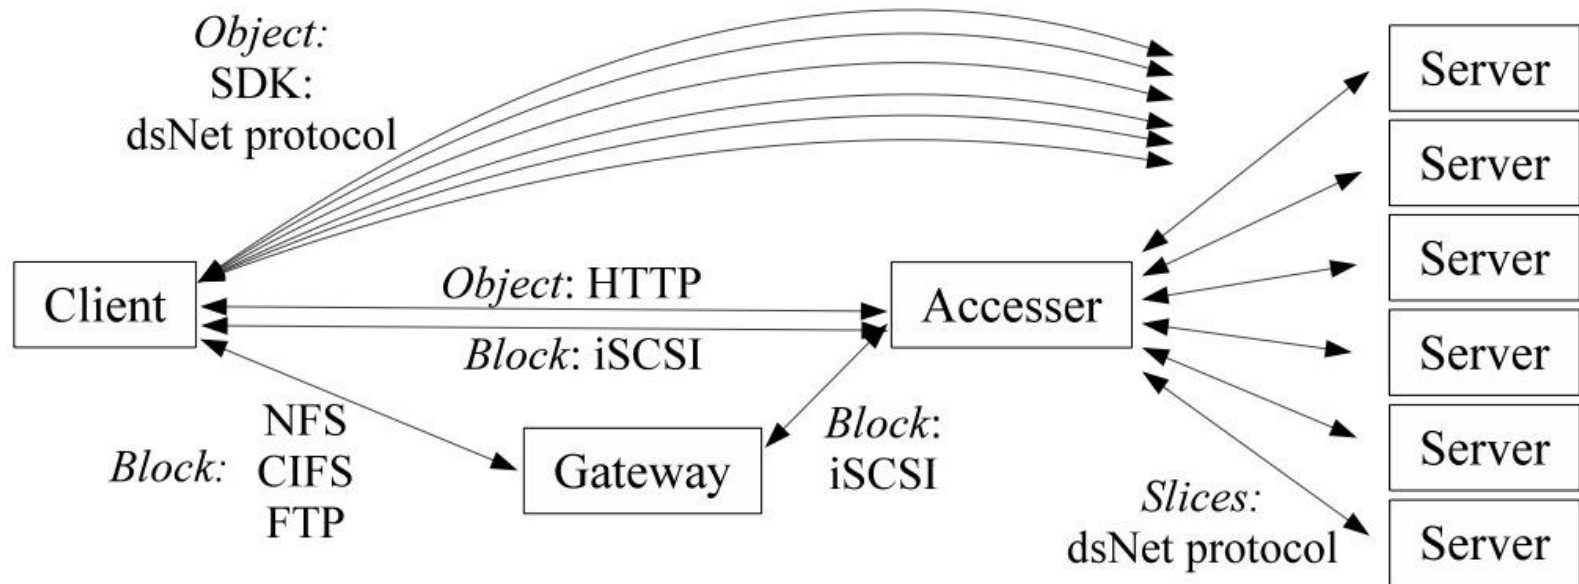 Object:
SDK:
dsNet protocol
Server
Server
Server
Server
Server
Server
Client
Object: HTTP
Block: iSCSI
Accesser
NFS
Block: CIFS
FTP
Gateway
Block:
iSCSI
Slices:
dsNet protocol